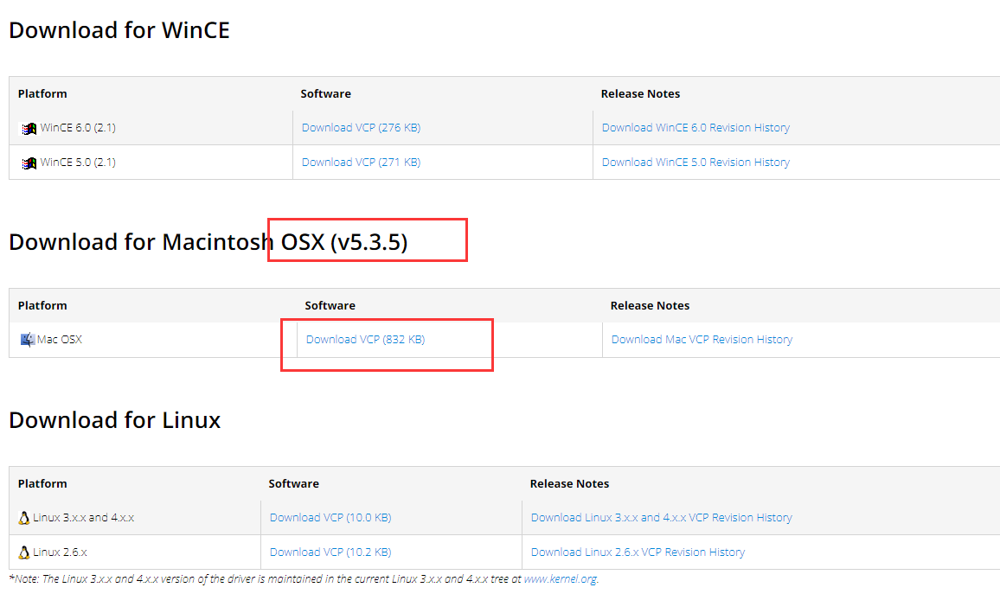 Download for WinCE
Platform Software Release Notes
WinCE 6.0 (2.1) Download VCP (276 KB) Download WinCE 6.0 Revision History
WinCE 5.0 (2.1) Download VCP (271 KB) Download WinCE 5.0 Revision History
Download for Macintosh OSX (v5.3.5)
Platform Software Release Notes
Mac OSX Download VCP (832 KB) Download Mac VCP Revision History
Download for Linux
Platform Software Release Notes
Linux 3.x.x and 4.x.x Download VCP (10.0 KB) Download Linux 3.x.x and 4.x.x VCP Revision History
Linux 2.6.x Download VCP (10.2 KB) Download Linux 2.6.x VCP Revision History
*Note: The Linux 3.x.x and 4.x.x version of the driver is maintained in the current Linux 3.x.x and 4.x.x tree at www.kernel.org.